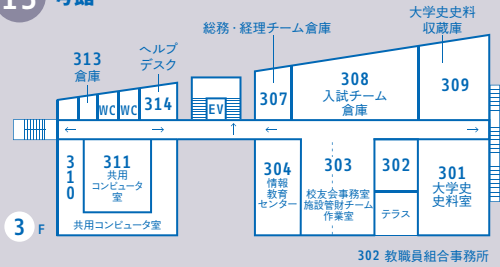 15 号館
総務・経理チーム倉庫
大学史史料
収蔵庫
ヘルプ
デスク
313
倉庫
WC
WC
314
EV
307
308
入試チーム
倉庫
309
310
311
共用
コンピュータ
室
共用コンピュータ室
304
情報
教育
センター
303
校友会事務室
施設管財チーム
作業室
302
テラス
301
大学史
史料室
3 F
302 教職員組合事務所